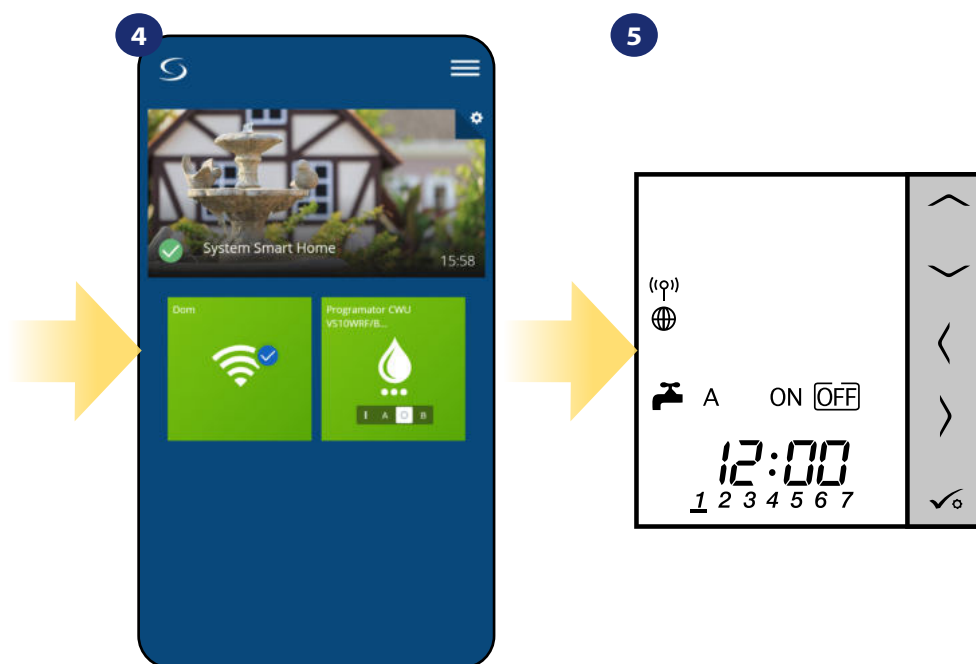 4
System Smart Home
15:58
Dom
Programator CWU
VS10WRF/B...
I A O B
5
A ON OFF
12:00
1 2 3 4 5 6 7